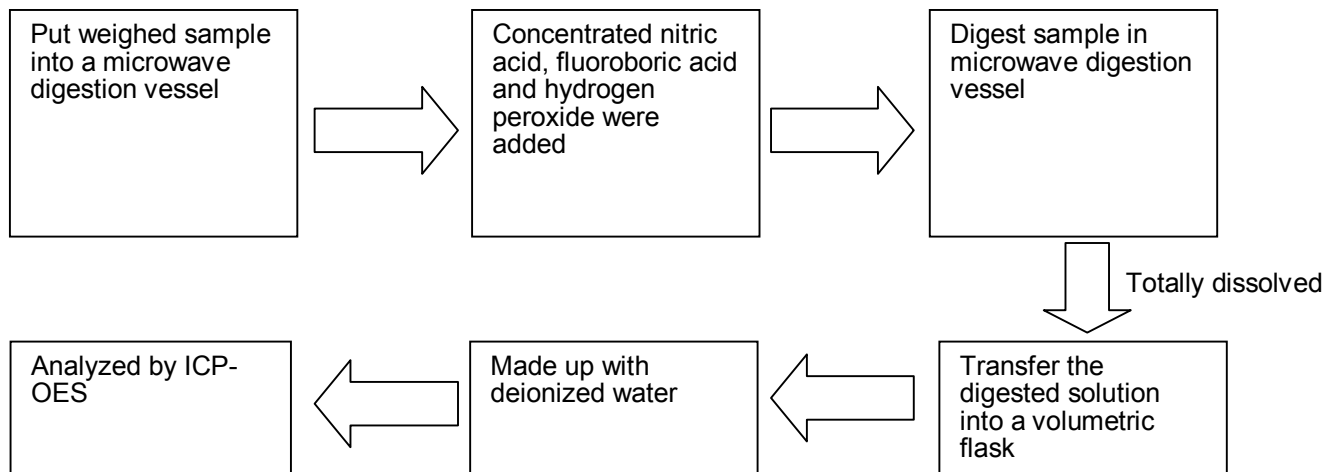 Put weighed sample
into a microwave
digestion vessel
Concentrated nitric
acid, fluoroboric acid
and hydrogen
peroxide were
added
Digest sample in
microwave digestion
vessel
Totally dissolved
Transfer the
digested solution
into a volumetric
flask
Made up with
deionized water
Analyzed by ICP-
OES